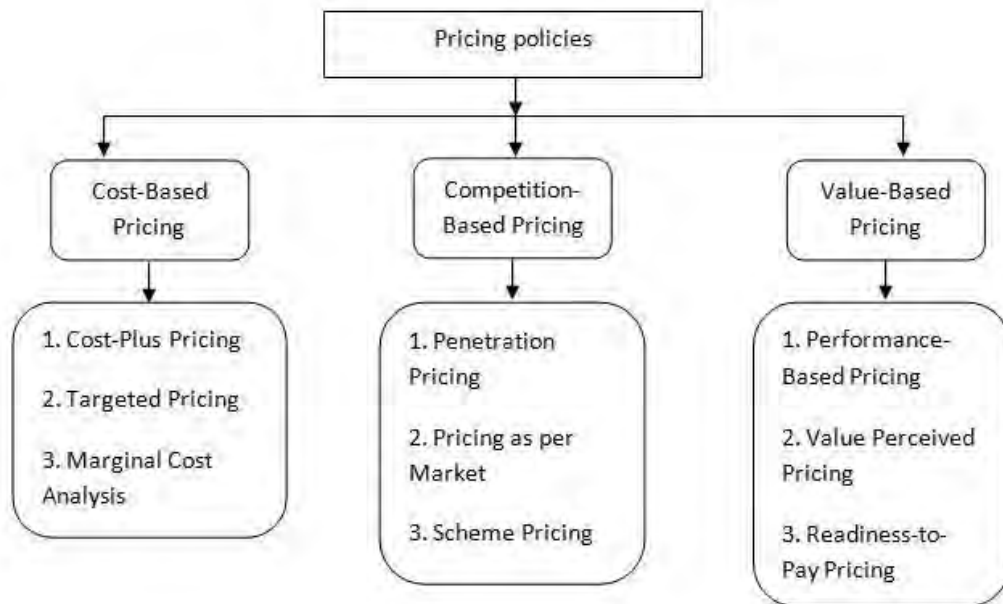 Pricing policies
Cost-Based
Pricing
Competition-
Based Pricing
Value-Based
Pricing
1. Cost-Plus Pricing
2. Targeted Pricing
3. Marginal Cost
Analysis
1. Penetration
Pricing
2. Pricing as per
Market
3. Scheme Pricing
1. Performance-
Based Pricing
2. Value Perceived
Pricing
3. Readiness-to-
Pay Pricing